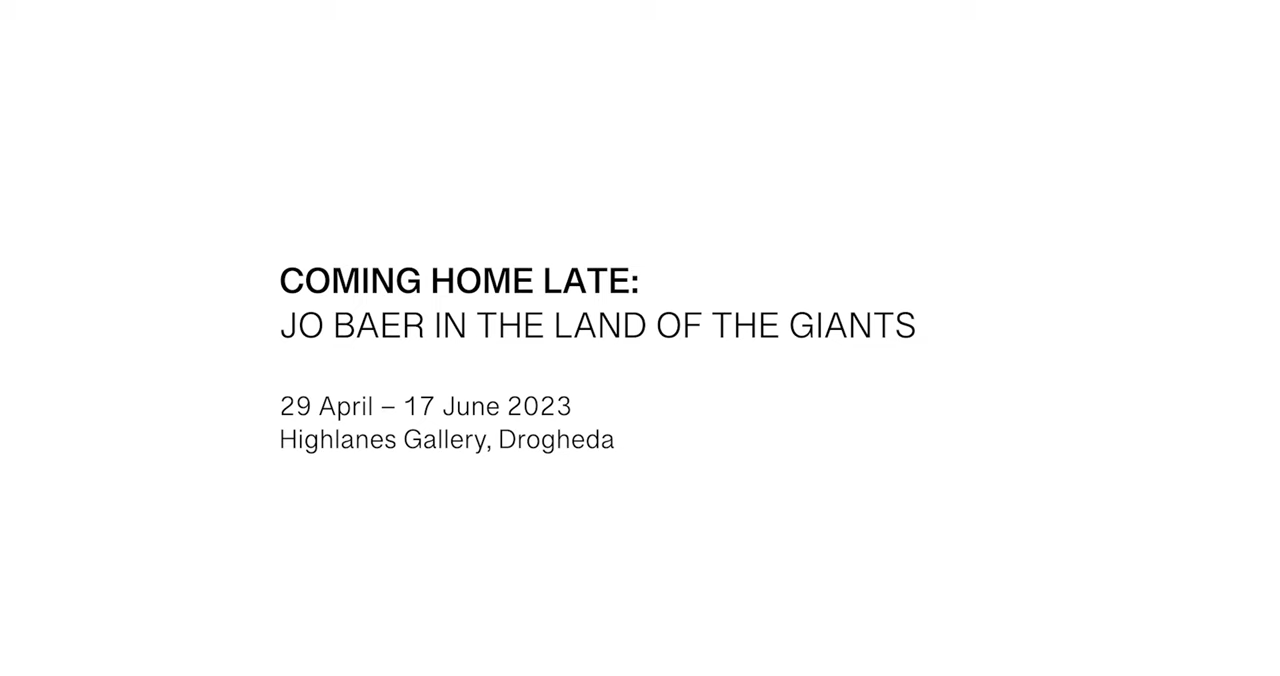 COMING HOME LATE:
JO BAER IN THE LAND OF THE GIANTS
29 April – 17 June 2023
Highlanes Gallery, Drogheda